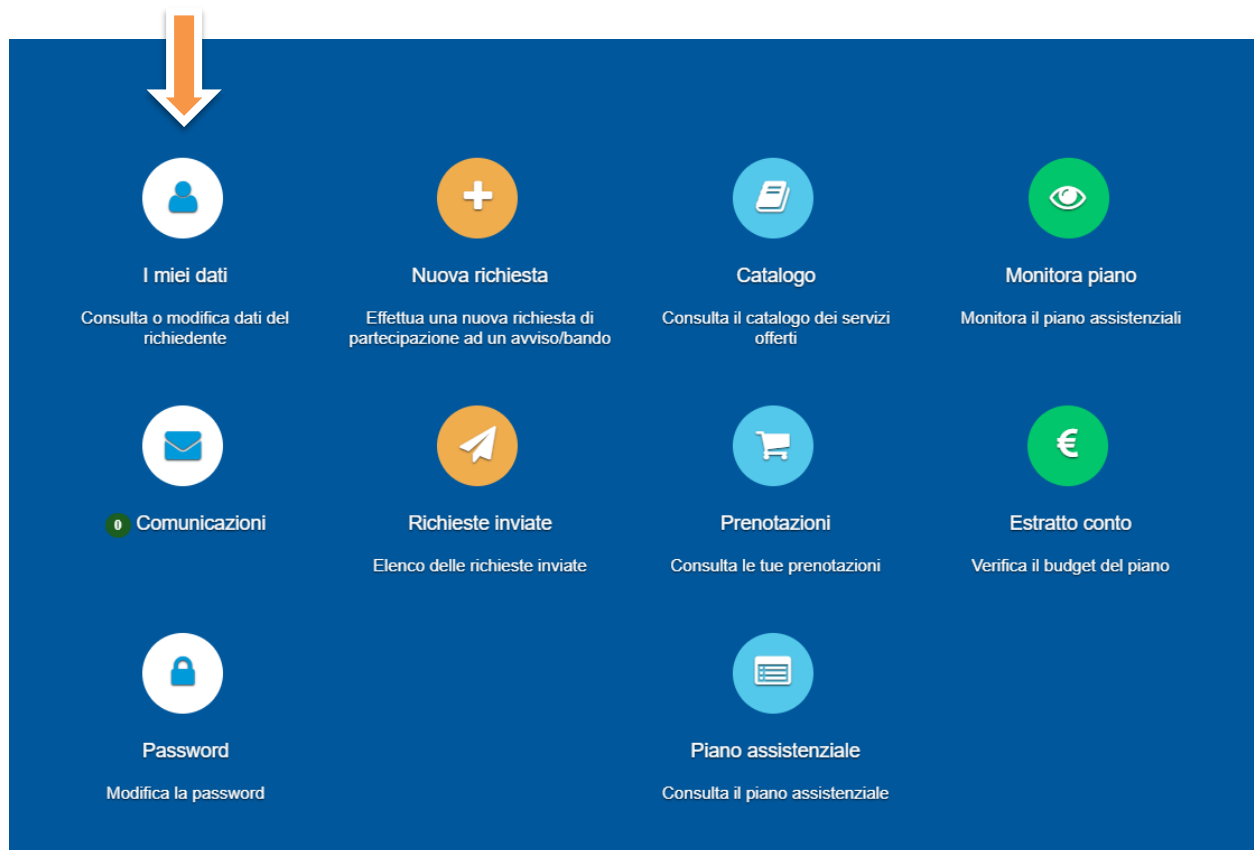 I miei dati
Consulta o modifica dati del
richiedente
Nuova richiesta
Effettua una nuova richiesta di
partecipazione ad un avviso/bando
Catalogo
Consulta il catalogo dei servizi
offerti
Monitora piano
Monitora il piano assistenziali
0 Comunicazioni
Richieste inviate
Elenco delle richieste inviate
Prenotazioni
Consulta le tue prenotazioni
€
Estratto conto
Verifica il budget del piano
Password
Modifica la password
Piano assistenziale
Consulta il piano assistenziale